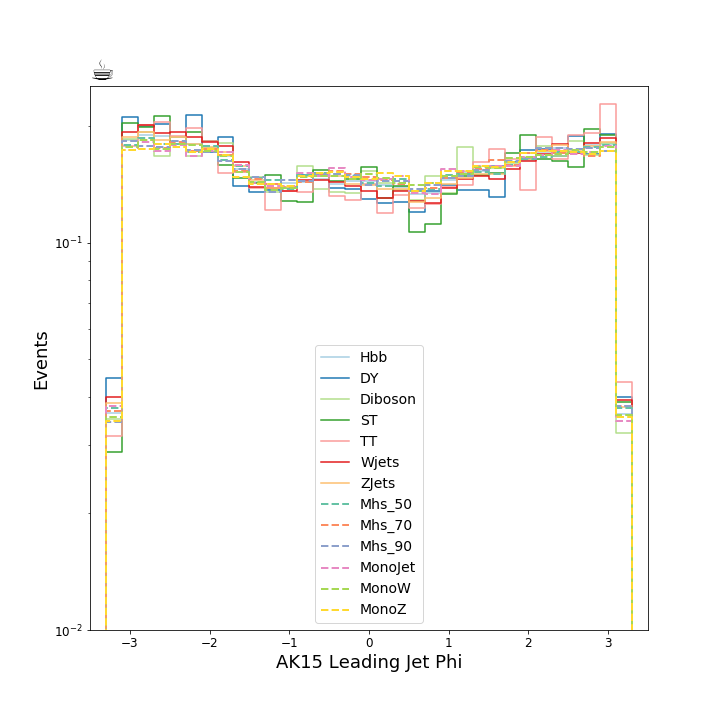 ☕
Events
10⁻¹
10⁻²
Hbb
DY
Diboson
ST
TT
Wjets
ZJets
Mhs_50
Mhs_70
Mhs_90
MonoJet
MonoW
MonoZ
−3 −2 −1 0 1 2 3
AK15 Leading Jet Phi